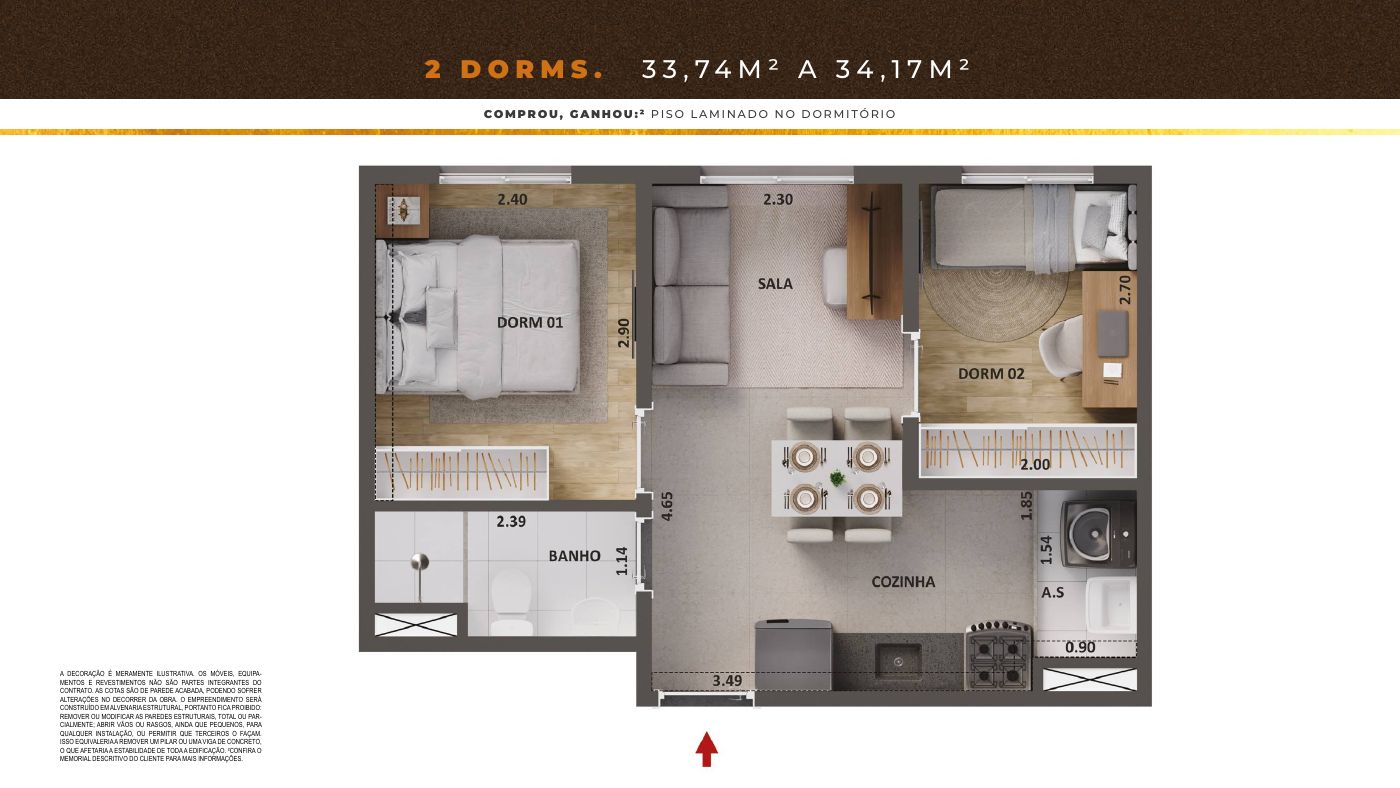 2 DORMS. 33,74M² A 34,17M²
COMPROU, GANHOU:² PISO LAMINADO NO DORMITÓRIO
2.40
2.30
2.70
SALA
DORM 01
2.90
DORM 02
2.00
4.65
1.85
2.39
BANHO
1.14
1.54
COZINHA
A.S
0.90
3.49
A DECORAÇÃO É MERAMENTE ILUSTRATIVA. OS MÓVEIS, EQUIPA-
MENTOS E REVESTIMENTOS NÃO SÃO PARTES INTEGRANTES DO
CONTRATO. AS COTAS SÃO DE PAREDE ACABADA, PODENDO SOFRER
ALTERAÇÕES NO DECORRER DA OBRA. O EMPREENDIMENTO SERÁ
CONSTRUÍDO EM ALVENARIA ESTRUTURAL, PORTANTO FICA PROIBIDO:
REMOVER OU MODIFICAR AS PAREDES ESTRUTURAIS, TOTAL OU PAR-
CIALMENTE; ABRIR VÃOS OU RASGOS, AINDA QUE PEQUENOS, PARA
QUALQUER INSTALAÇÃO, OU PERMITIR QUE TERCEIROS O FAÇAM.
ISSO EQUIVALERIA A REMOVER UM PILAR OU UMA VIGA DE CONCRETO,
O QUE AFETARIA A ESTABILIDADE DE TODA A EDIFICAÇÃO. ²CONFIRA O
MEMORIAL DESCRITIVO DO CLIENTE PARA MAIS INFORMAÇÕES.